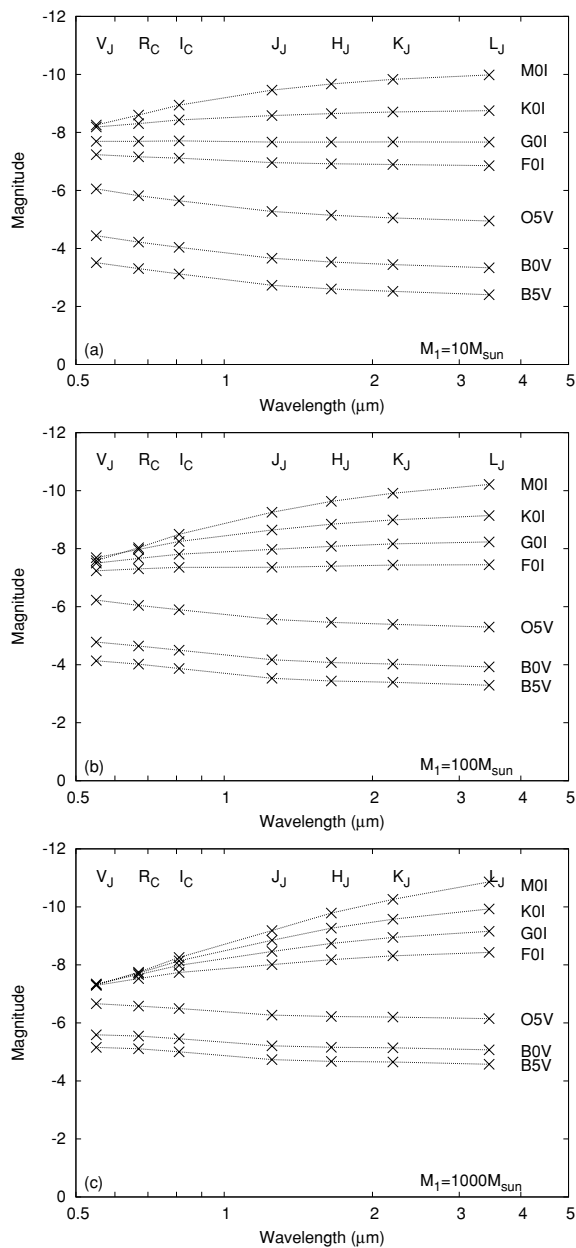 -12
V_J R_C I_C J_J H_J K_J L_J
M0I
-10
K0I
-8
G0I
F0I
Magnitude
-6
O5V
-4
B0V
B5V
-2
(a) M_1=10M_sun
0
0.5 1 2 3 4 5
Wavelength (μm)
-12
V_J R_C I_C J_J H_J K_J L_J
M0I
-10
K0I
G0I
-8
F0I
Magnitude
-6
O5V
B0V
-4
B5V
-2
(b) M_1=100M_sun
0
0.5 1 2 3 4 5
Wavelength (μm)
-12
V_J R_C I_C J_J H_J K_J L_J
M0I
-10
K0I
G0I
F0I
-8
Magnitude
-6
O5V
B0V
B5V
-4
-2
(c) M_1=1000M_sun
0
0.5 1 2 3 4 5
Wavelength (μm)